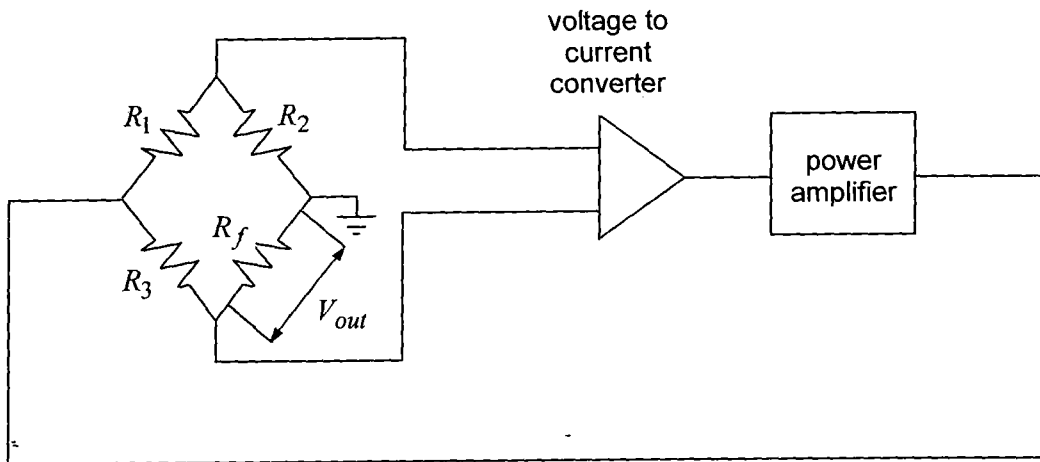 voltage to
current
converter
R1
R2
power
amplifier
Rf
R3
Vout